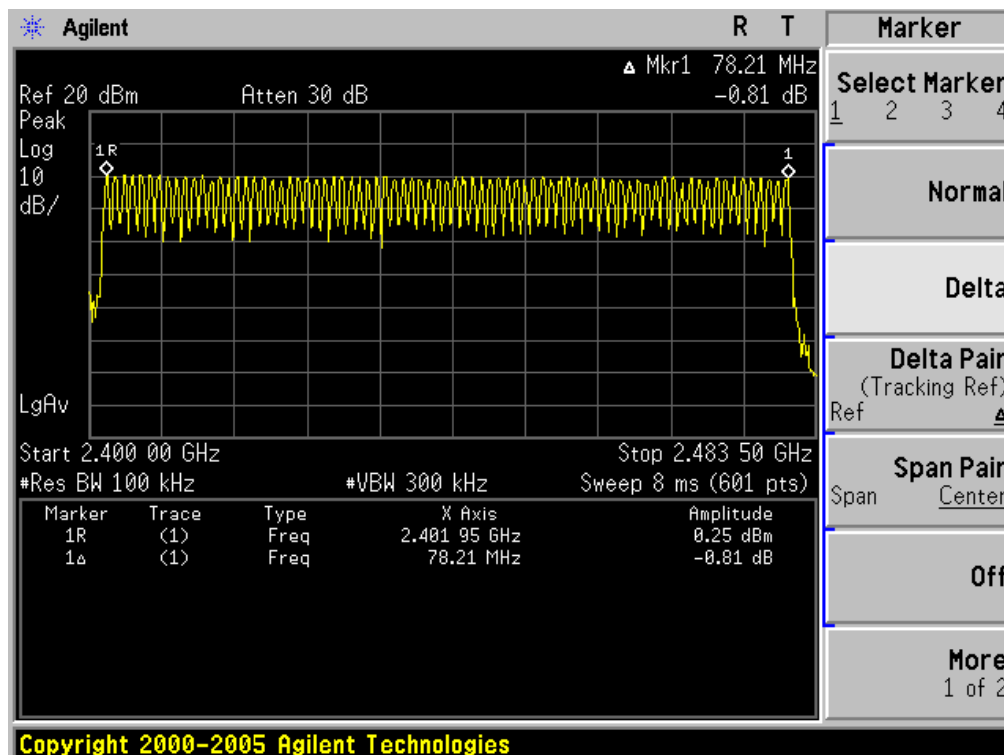 Agilent R T
Marker
Δ Mkr1 78.21 MHz
Ref 20 dBm Atten 30 dB -0.81 dB
Peak
Log
10
dB/
1R
1
LgAv
Start 2.400 00 GHz Stop 2.483 50 GHz
#Res BW 100 kHz #VBW 300 kHz Sweep 8 ms (601 pts)
Marker Trace Type X Axis Amplitude
1R (1) Freq 2.401 95 GHz 0.25 dBm
1Δ (1) Freq 78.21 MHz -0.81 dB
Select Marker
1 2 3 4
Normal
Delta
Delta Pair
(Tracking Ref)
Ref Δ
Span Pair
Span Center
Off
More
1 of 2
Copyright 2000-2005 Agilent Technologies